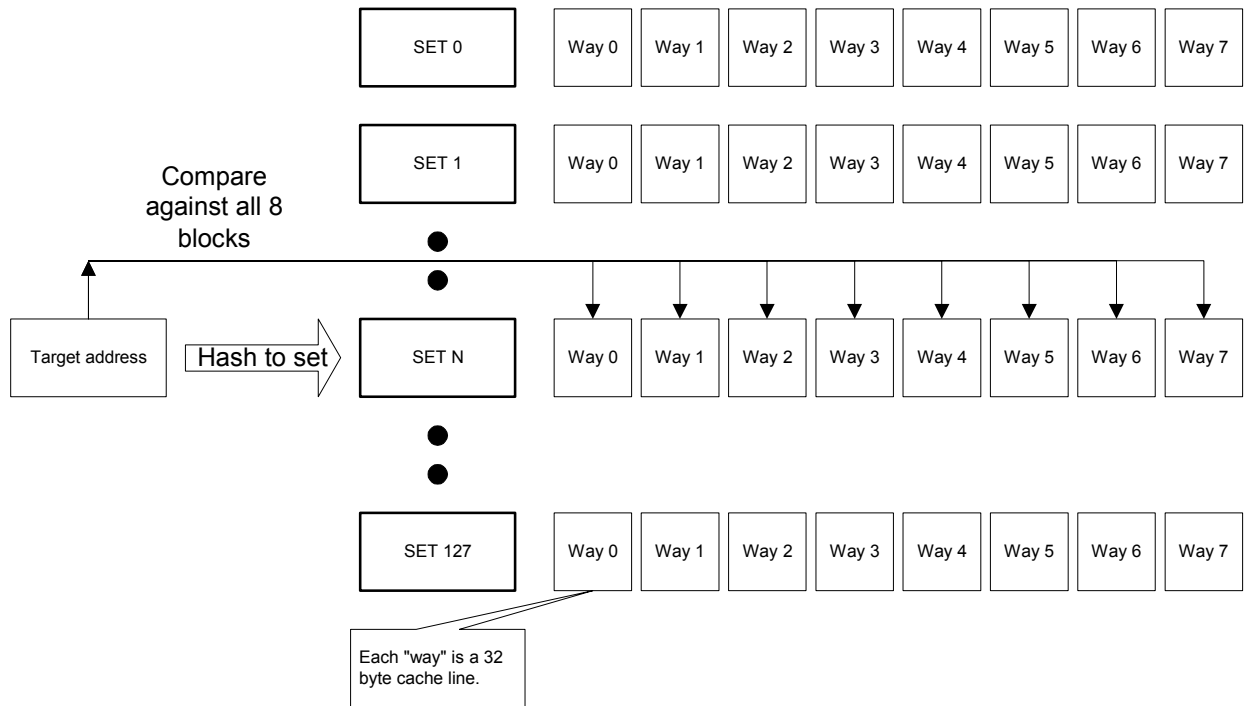 SET 0 Way 0 Way 1 Way 2 Way 3 Way 4 Way 5 Way 6 Way 7
SET 1 Way 0 Way 1 Way 2 Way 3 Way 4 Way 5 Way 6 Way 7
Compare
against all 8
blocks
Target address Hash to set SET N Way 0 Way 1 Way 2 Way 3 Way 4 Way 5 Way 6 Way 7
SET 127 Way 0 Way 1 Way 2 Way 3 Way 4 Way 5 Way 6 Way 7
Each "way" is a 32
byte cache line.